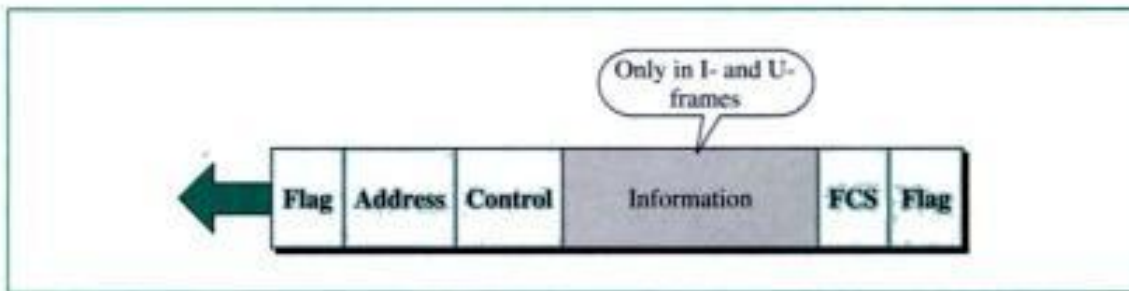 Only in I- and U-
frames
Flag Address Control Information FCS Flag